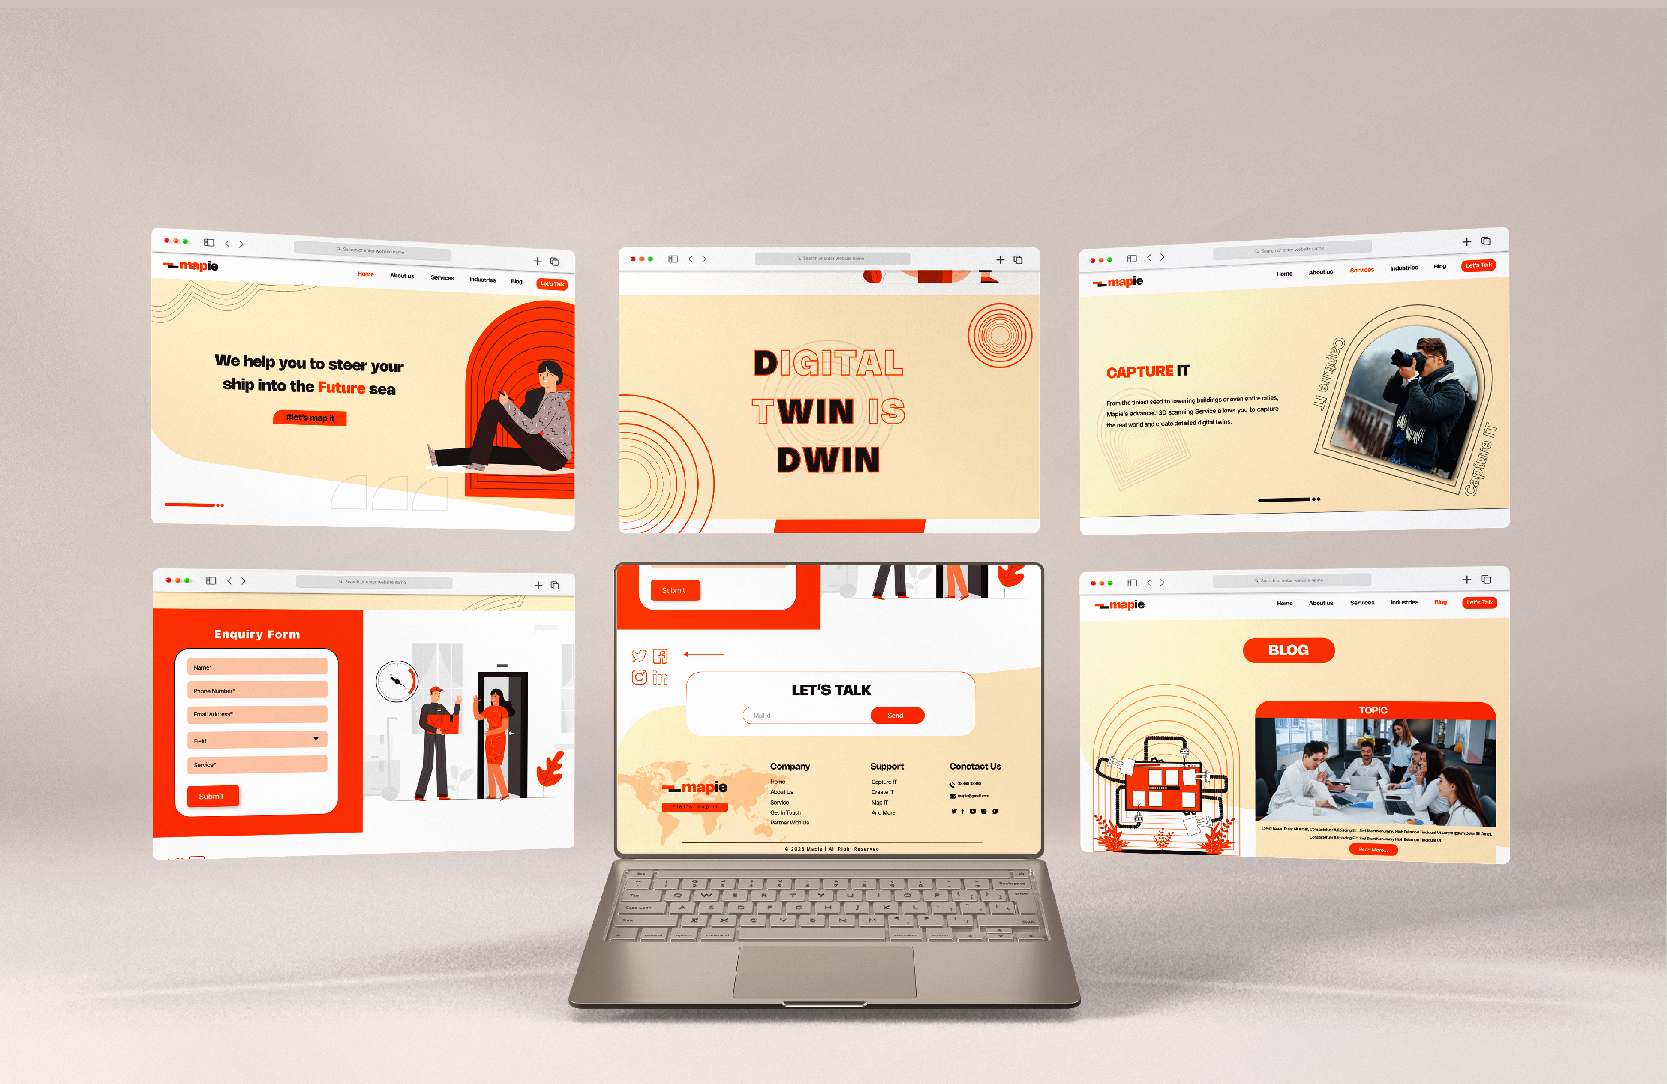 Search or enter website name
mapie
Home About us Services Industries Blog Let's Talk
We help you to steer your
ship into the Future sea
#let's map it
Search or enter website name
DIGITAL
TWIN IS
DWIN
Search or enter website name
mapie
Home About us Services Industries Blog Let's Talk
CAPTURE IT
From the tiniest seed to towering buildings or even entire cities,
Mapie's advanced 3D scanning Service allows you to capture
the real world and create detailed digital twins.
Capture IT
Search or enter website name
Enquiry Form
Name*
Phone Number*
Email Address*
Field
Service*
Submit
Submit
LET'S TALK
Mail id
Send
mapie
#let's map it
Company
Home
About Us
Service
Get In Touch
Partner With Us
Support
Capture IT
Create IT
Map IT
And More
Conctact Us
© 2023 Mapie | All Right Reserved
Search or enter website name
mapie
Home About us Services Industries Blog Let's Talk
BLOG
TOPIC
Read More...